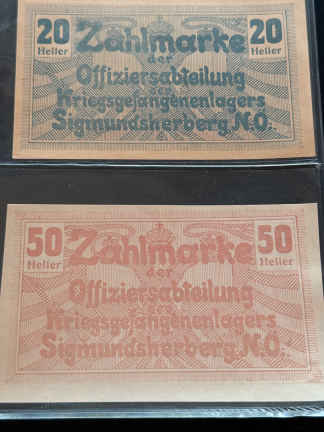 20 Zahlmarke 20
Heller der Heller
Offiziersabteilung
des
Kriegsgefangenenlagers
Sigmundsherberg N.Ö.
50 Zahlmarke 50
Heller der Heller
Offiziersabteilung
des
Kriegsgefangenenlagers
Sigmundsherberg N.Ö.